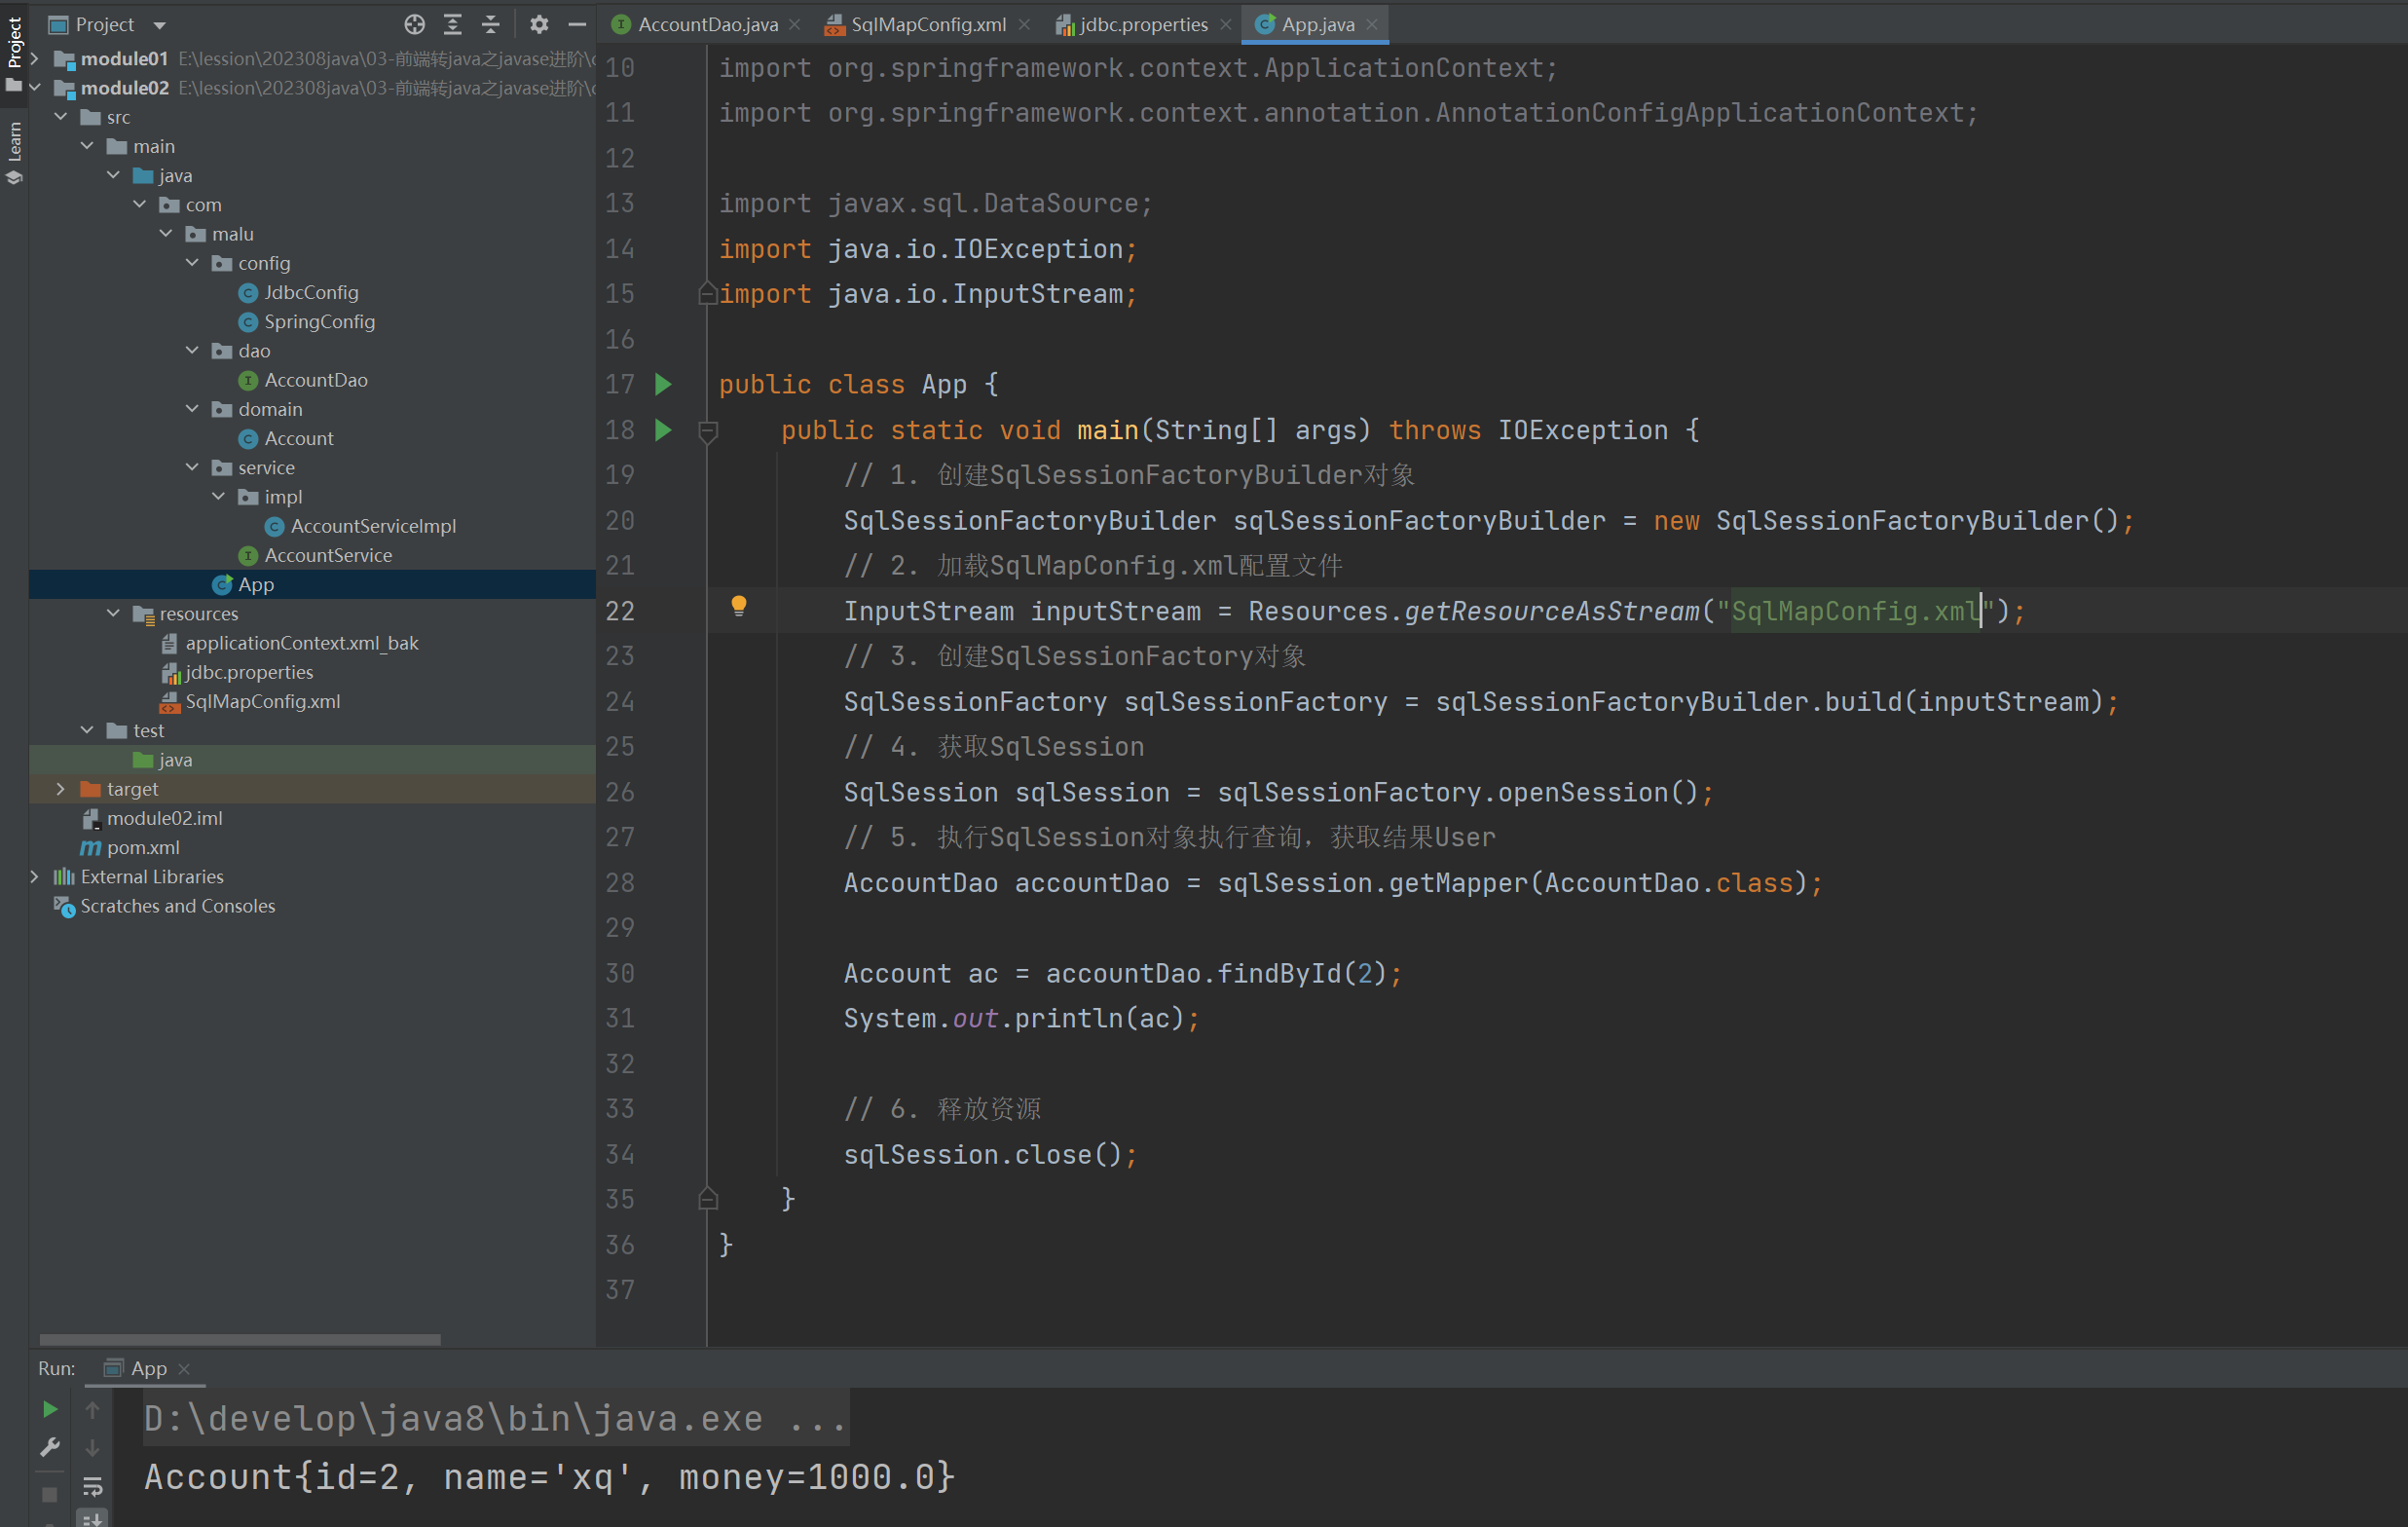 Project
Learn
Project
module01 E:\lession\202308java\03-前端转java之javase进阶\
module02 E:\lession\202308java\03-前端转java之javase进阶\
src
main
java
com
malu
config
JdbcConfig
SpringConfig
dao
AccountDao
domain
Account
service
impl
AccountServiceImpl
AccountService
App
resources
applicationContext.xml_bak
jdbc.properties
SqlMapConfig.xml
test
java
target
module02.iml
pom.xml
External Libraries
Scratches and Consoles
AccountDao.java SqlMapConfig.xml jdbc.properties App.java
10 import org.springframework.context.ApplicationContext;
11 import org.springframework.context.annotation.AnnotationConfigApplicationContext;
12
13 import javax.sql.DataSource;
14 import java.io.IOException;
15 import java.io.InputStream;
16
17 public class App {
18 public static void main(String[] args) throws IOException {
19 // 1. 创建SqlSessionFactoryBuilder对象
20 SqlSessionFactoryBuilder sqlSessionFactoryBuilder = new SqlSessionFactoryBuilder();
21 // 2. 加载SqlMapConfig.xml配置文件
22 InputStream inputStream = Resources.getResourceAsStream("SqlMapConfig.xml");
23 // 3. 创建SqlSessionFactory对象
24 SqlSessionFactory sqlSessionFactory = sqlSessionFactoryBuilder.build(inputStream);
25 // 4. 获取SqlSession
26 SqlSession sqlSession = sqlSessionFactory.openSession();
27 // 5. 执行SqlSession对象执行查询，获取结果User
28 AccountDao accountDao = sqlSession.getMapper(AccountDao.class);
29
30 Account ac = accountDao.findById(2);
31 System.out.println(ac);
32
33 // 6. 释放资源
34 sqlSession.close();
35 }
36 }
37
Run: App
D:\develop\java8\bin\java.exe ...
Account{id=2, name='xq', money=1000.0}